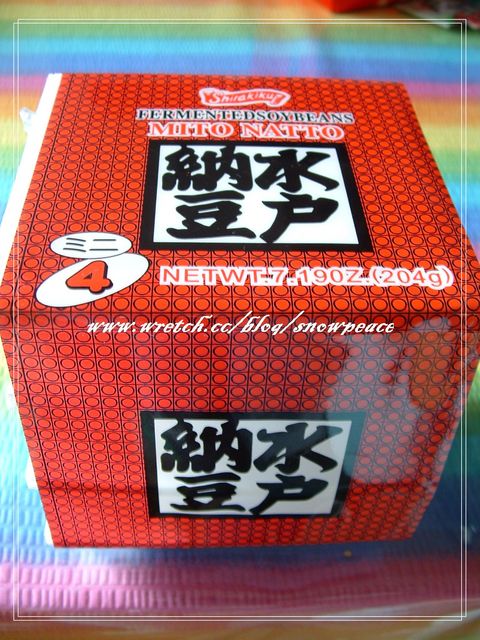 Shirakiku
FERMENTEDSOYBEANS
MITO NATTO
水戸
納豆
ミニ
4
NETWT.7.19OZ.(204g)
www.wretch.cc/blog/snowpeace
水戸
納豆